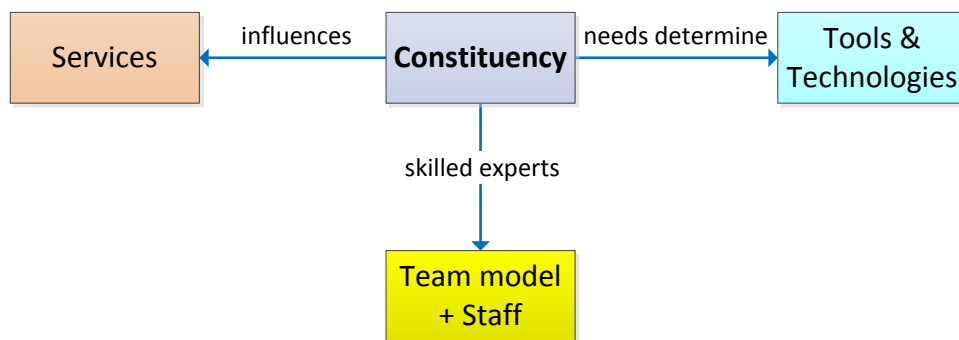 Services
influences
Constituency
needs determine
Tools &
Technologies
skilled experts
Team model
+ Staff